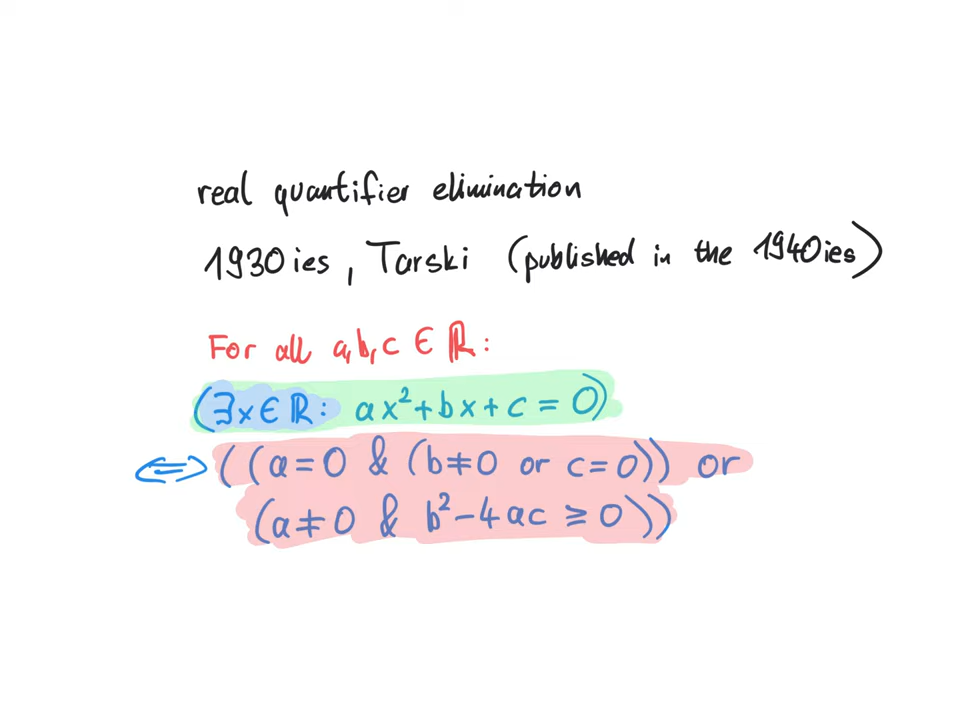 real quantifier elimination
1930ies, Tarski (published in the 1940ies)
For all a,b,c ∈ ℝ:
(∃x∈ℝ: ax²+bx+c=0)
⟺ ((a=0 & (b≠0 or c=0)) or
(a≠0 & b²-4ac ≥ 0))